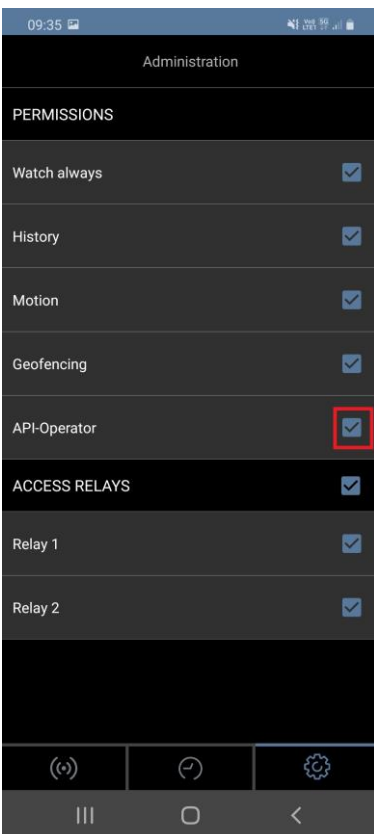 09:35
Administration
PERMISSIONS
Watch always
History
Motion
Geofencing
API-Operator
ACCESS RELAYS
Relay 1
Relay 2